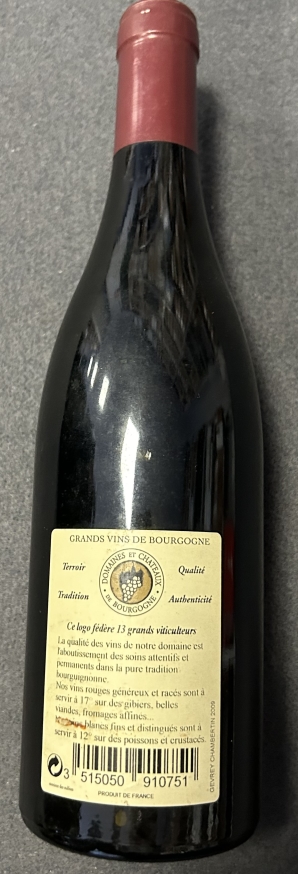 GRANDS VINS DE BOURGOGNE
Terroir
Qualité
DOMAINES ET CHATEAUX
DE BOURGOGNE
Tradition
Authenticité
Ce logo fédère 13 grands viticulteurs
La qualité des vins de notre domaine est
l'aboutissement des soins attentifs et
permanents dans la pure tradition
bourguignonne.
Nos vins rouges généreux et racés sont à
servir à 17° sur des gibiers, belles
viandes, fromages affinés...
blancs fins et distingués sont à
servir à 12° sur des poissons et crustacés.
3 515050 910751
PRODUIT DE FRANCE
GEVREY CHAMBERTIN